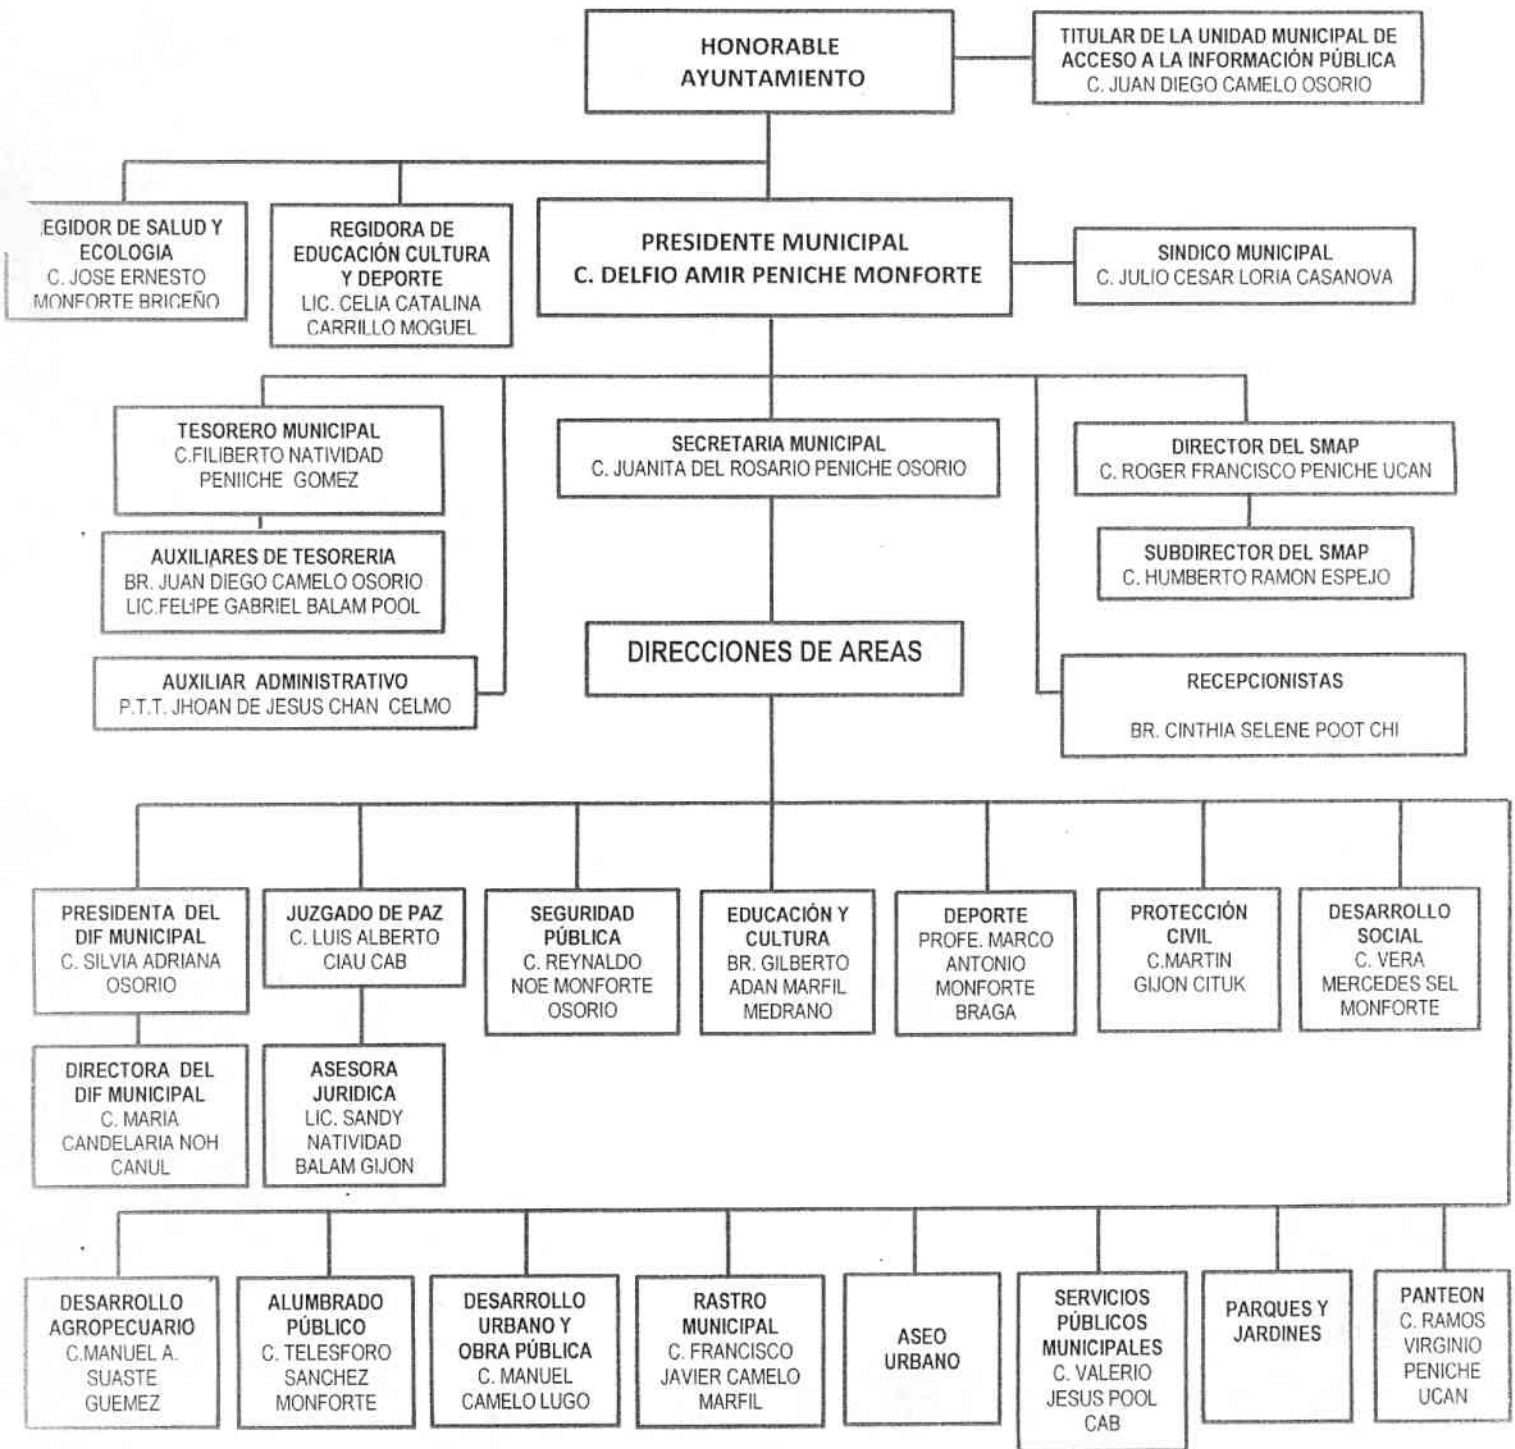 HONORABLE
AYUNTAMIENTO
TITULAR DE LA UNIDAD MUNICIPAL DE
ACCESO A LA INFORMACIÓN PÚBLICA
C. JUAN DIEGO CAMELO OSORIO
EGIDOR DE SALUD Y
ECOLOGIA
C. JOSE ERNESTO
MONFORTE BRICEÑO
REGIDORA DE
EDUCACIÓN CULTURA
Y DEPORTE
LIC. CELIA CATALINA
CARRILLO MOGUEL
PRESIDENTE MUNICIPAL
C. DELFIO AMIR PENICHE MONFORTE
SINDICO MUNICIPAL
C. JULIO CESAR LORIA CASANOVA
TESORERO MUNICIPAL
C.FILIBERTO NATIVIDAD
PENIICHE GOMEZ
SECRETARIA MUNICIPAL
C. JUANITA DEL ROSARIO PENICHE OSORIO
DIRECTOR DEL SMAP
C. ROGER FRANCISCO PENICHE UCAN
AUXILIARES DE TESORERIA
BR. JUAN DIEGO CAMELO OSORIO
LIC.FELIPE GABRIEL BALAM POOL
SUBDIRECTOR DEL SMAP
C. HUMBERTO RAMON ESPEJO
DIRECCIONES DE AREAS
AUXILIAR ADMINISTRATIVO
P.T.T. JHOAN DE JESUS CHAN CELMO
RECEPCIONISTAS
BR. CINTHIA SELENE POOT CHI
PRESIDENTA DEL
DIF MUNICIPAL
C. SILVIA ADRIANA
OSORIO
JUZGADO DE PAZ
C. LUIS ALBERTO
CIAU CAB
SEGURIDAD
PÚBLICA
C. REYNALDO
NOE MONFORTE
OSORIO
EDUCACIÓN Y
CULTURA
BR. GILBERTO
ADAN MARFIL
MEDRANO
DEPORTE
PROFE. MARCO
ANTONIO
MONFORTE
BRAGA
PROTECCIÓN
CIVIL
C.MARTIN
GIJON CITUK
DESARROLLO
SOCIAL
C. VERA
MERCEDES SEL
MONFORTE
DIRECTORA DEL
DIF MUNICIPAL
C. MARIA
CANDELARIA NOH
CANUL
ASESORA
JURIDICA
LIC. SANDY
NATIVIDAD
BALAM GIJON
DESARROLLO
AGROPECUARIO
C.MANUEL A.
SUASTE
GUEMEZ
ALUMBRADO
PÚBLICO
C. TELESFORO
SANCHEZ
MONFORTE
DESARROLLO
URBANO Y
OBRA PÚBLICA
C. MANUEL
CAMELO LUGO
RASTRO
MUNICIPAL
C. FRANCISCO
JAVIER CAMELO
MARFIL
ASEO
URBANO
SERVICIOS
PÚBLICOS
MUNICIPALES
C. VALERIO
JESUS POOL
CAB
PARQUES Y
JARDINES
PANTEON
C. RAMOS
VIRGINIO
PENICHE
UCAN